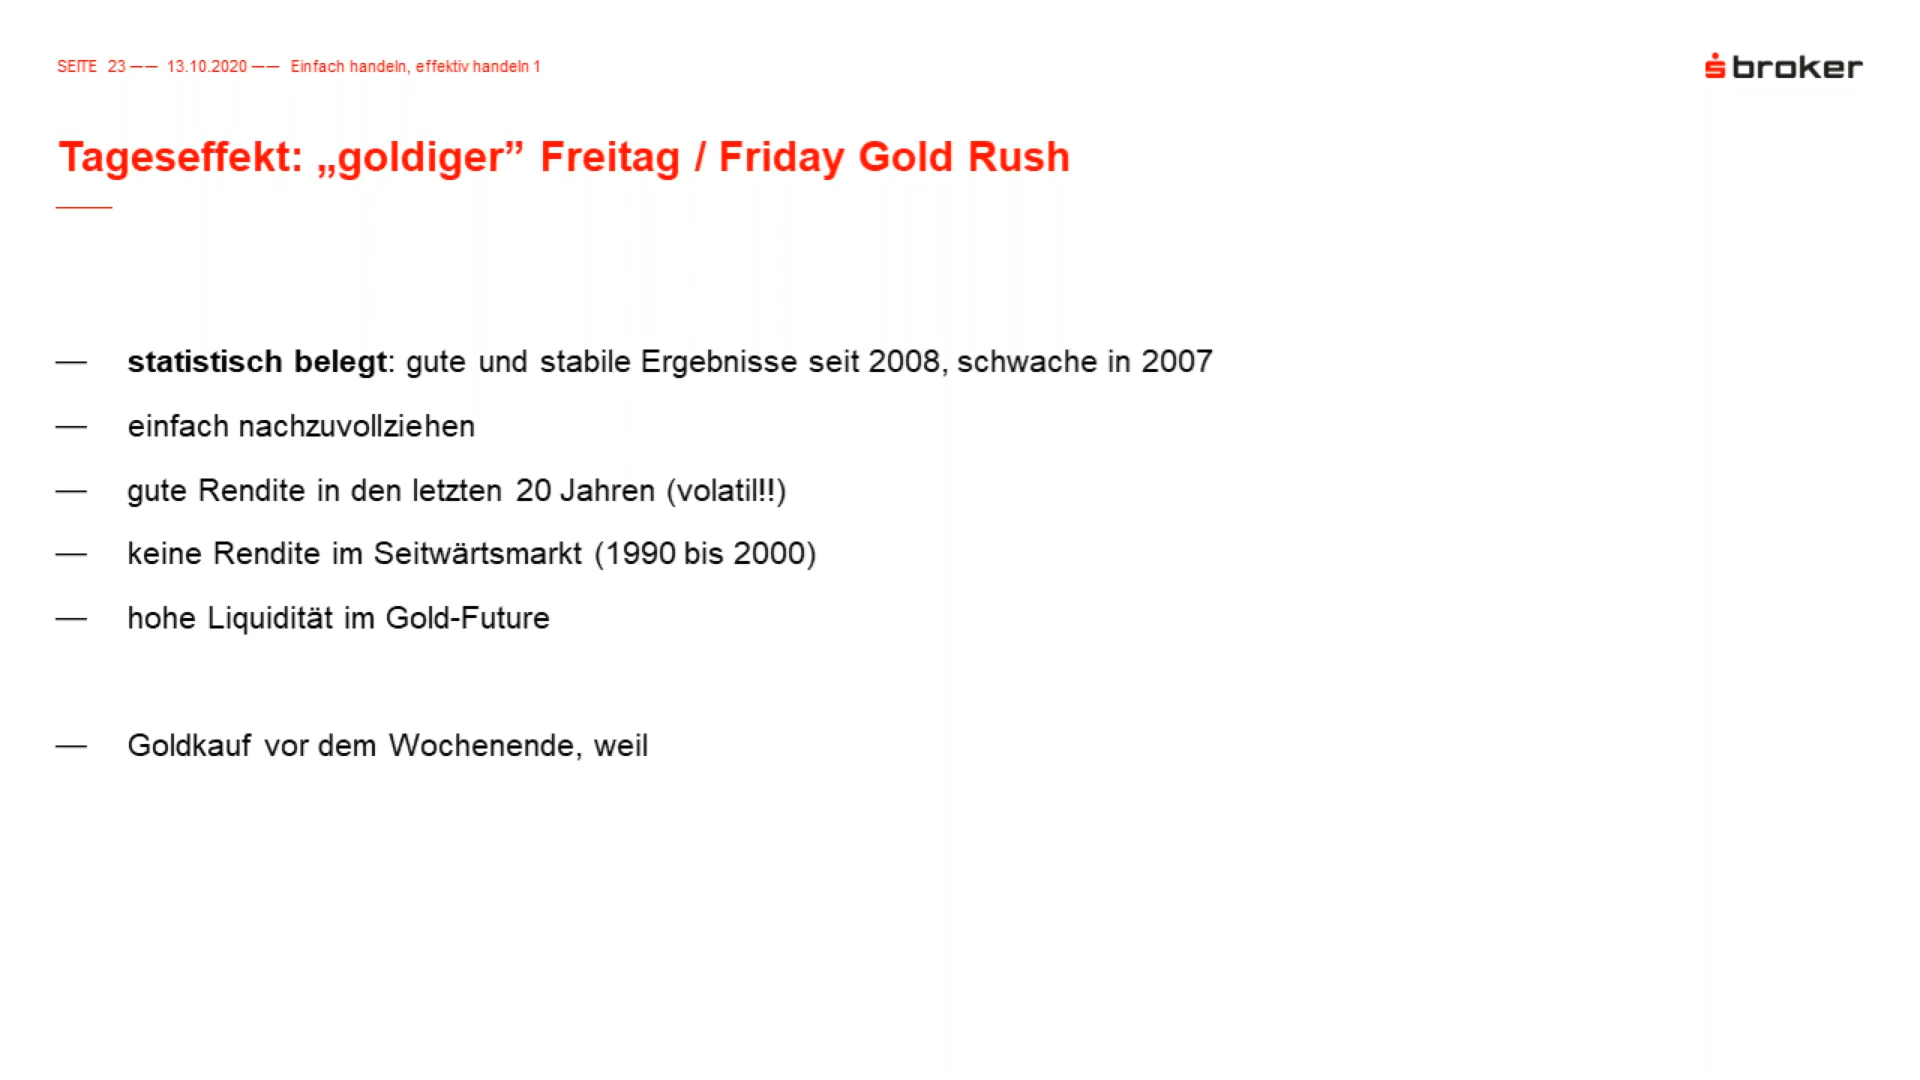 SEITE 23 —— 13.10.2020 —— Einfach handeln, effektiv handeln 1
broker
Tageseffekt: „goldiger” Freitag / Friday Gold Rush
— statistisch belegt: gute und stabile Ergebnisse seit 2008, schwache in 2007
— einfach nachzuvollziehen
— gute Rendite in den letzten 20 Jahren (volatil!!)
— keine Rendite im Seitwärtsmarkt (1990 bis 2000)
— hohe Liquidität im Gold-Future
— Goldkauf vor dem Wochenende, weil